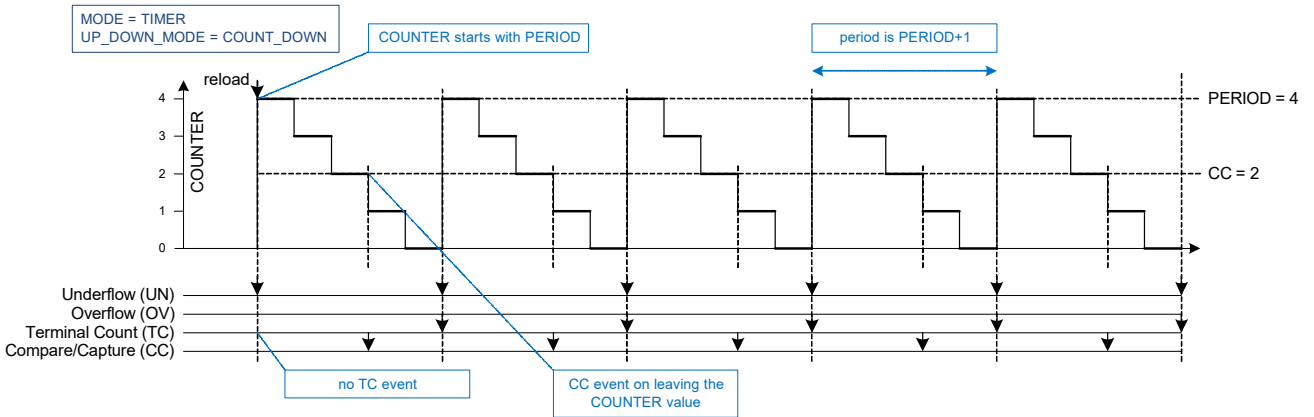 MODE = TIMER
UP_DOWN_MODE = COUNT_DOWN
COUNTER starts with PERIOD
period is PERIOD+1
reload
COUNTER
4
3
2
1
0
PERIOD = 4
CC = 2
Underflow (UN)
Overflow (OV)
Terminal Count (TC)
Compare/Capture (CC)
no TC event
CC event on leaving the
COUNTER value